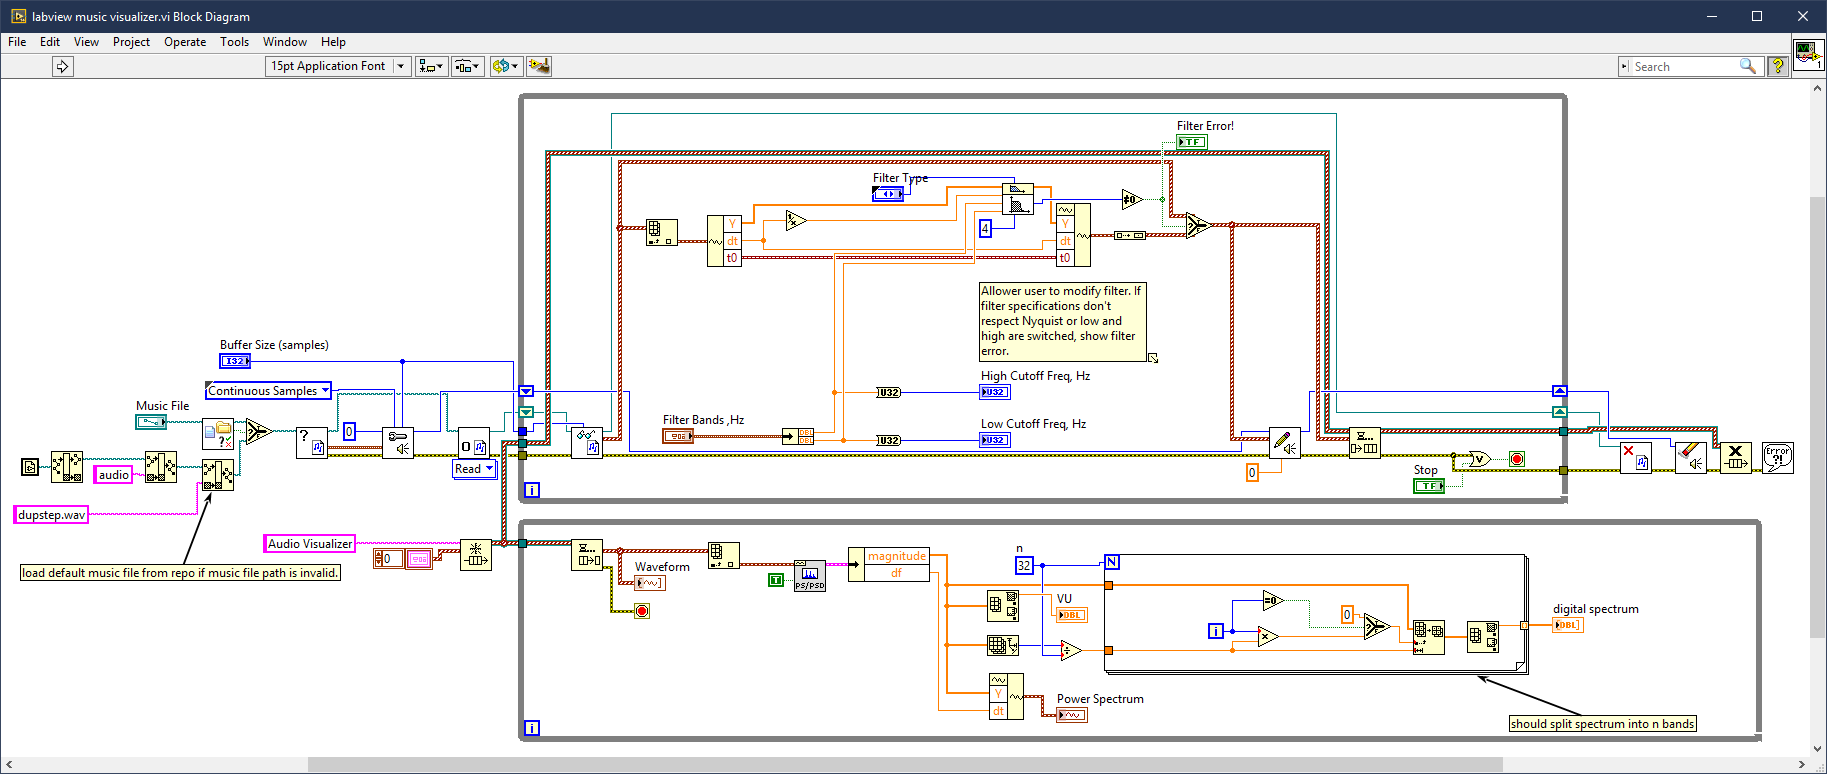 labview music visualizer.vi Block Diagram
File Edit View Project Operate Tools Window Help
15pt Application Font
Search
?
1
Filter Error!
TF
Filter Type
4
≠0
Y
dt
t0
Y
dt
t0
Allower user to modify filter. If
filter specifications don't
respect Nyquist or low and
high are switched, show filter
error.
Buffer Size (samples)
I32
Continuous Samples
Music File
0
audio
dupstep.wav
Read
load default music file from repo if music file path is invalid.
Filter Bands ,Hz
DBL
DBL
U32
U32
High Cutoff Freq, Hz
U32
Low Cutoff Freq, Hz
U32
0
Stop
TF
Error
?!
i
Audio Visualizer
0
Waveform
T
PS/PSD
magnitude
df
n
32
N
VU
DBL
i
=0
x
0
÷
digital spectrum
DBL
Y
dt
Power Spectrum
should split spectrum into n bands
i